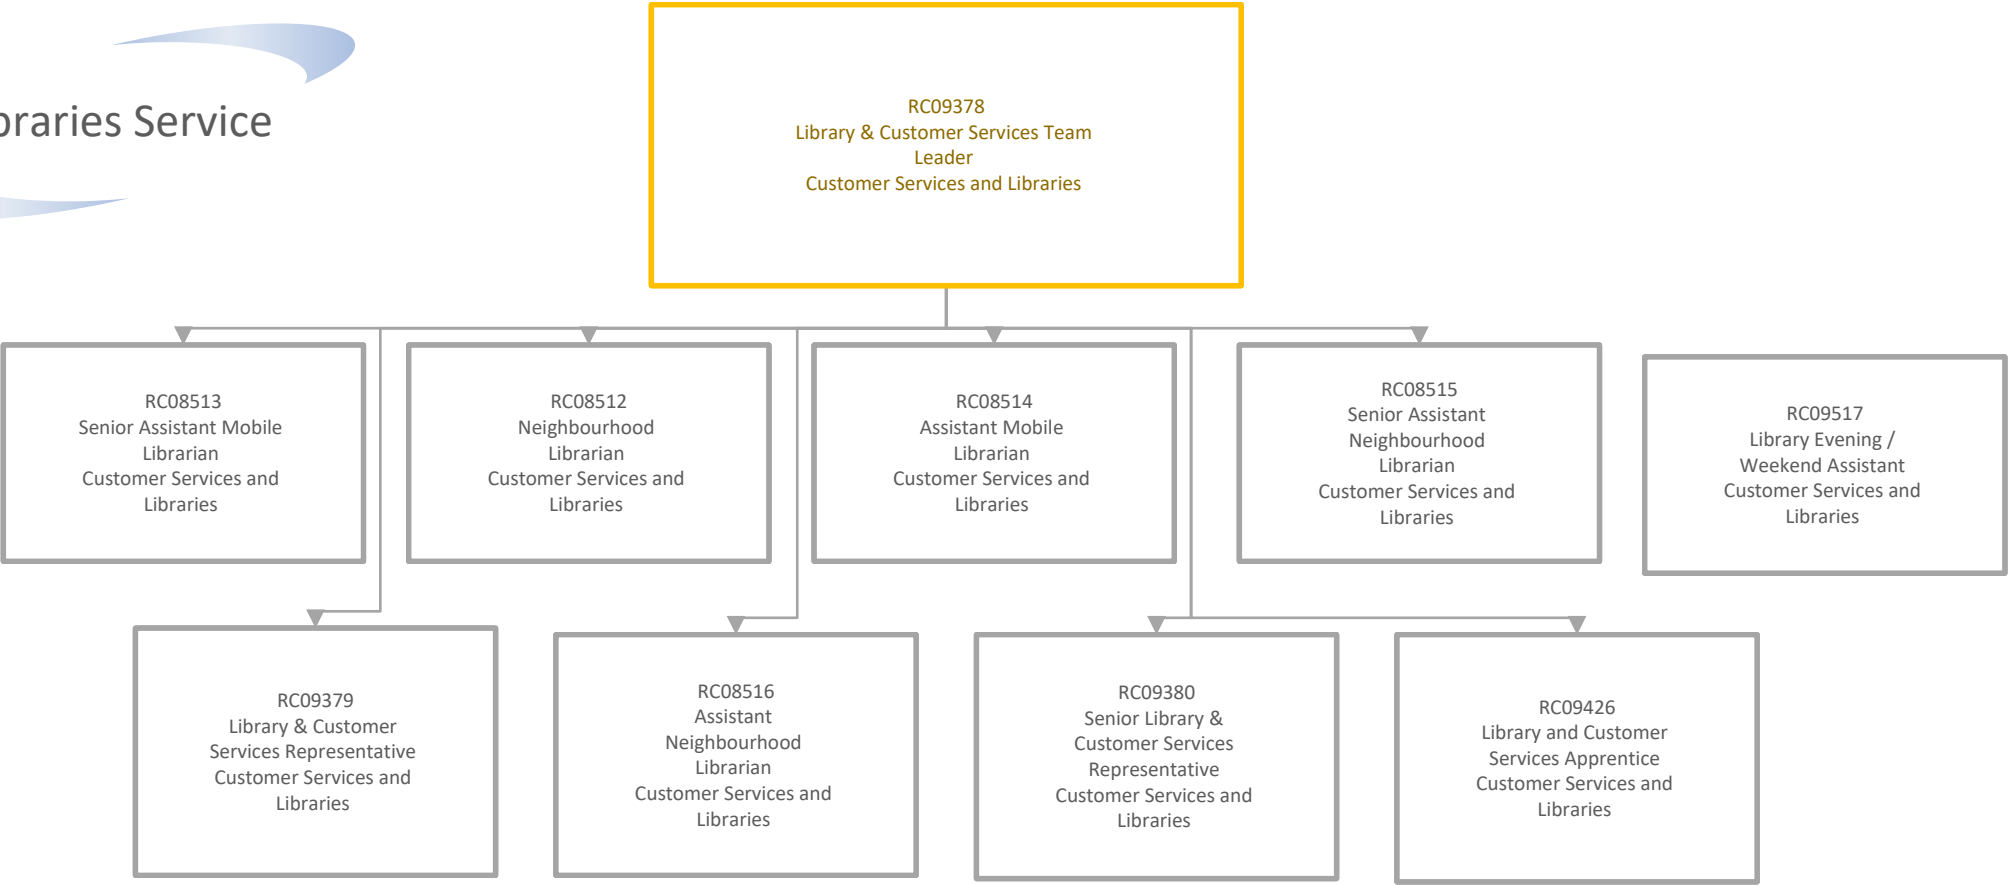 braries Service
RC09378
Library & Customer Services Team
Leader
Customer Services and Libraries
RC08513
Senior Assistant Mobile
Librarian
Customer Services and
Libraries
RC08512
Neighbourhood
Librarian
Customer Services and
Libraries
RC08514
Assistant Mobile
Librarian
Customer Services and
Libraries
RC08515
Senior Assistant
Neighbourhood
Librarian
Customer Services and
Libraries
RC09517
Library Evening /
Weekend Assistant
Customer Services and
Libraries
RC09379
Library & Customer
Services Representative
Customer Services and
Libraries
RC08516
Assistant
Neighbourhood
Librarian
Customer Services and
Libraries
RC09380
Senior Library &
Customer Services
Representative
Customer Services and
Libraries
RC09426
Library and Customer
Services Apprentice
Customer Services and
Libraries